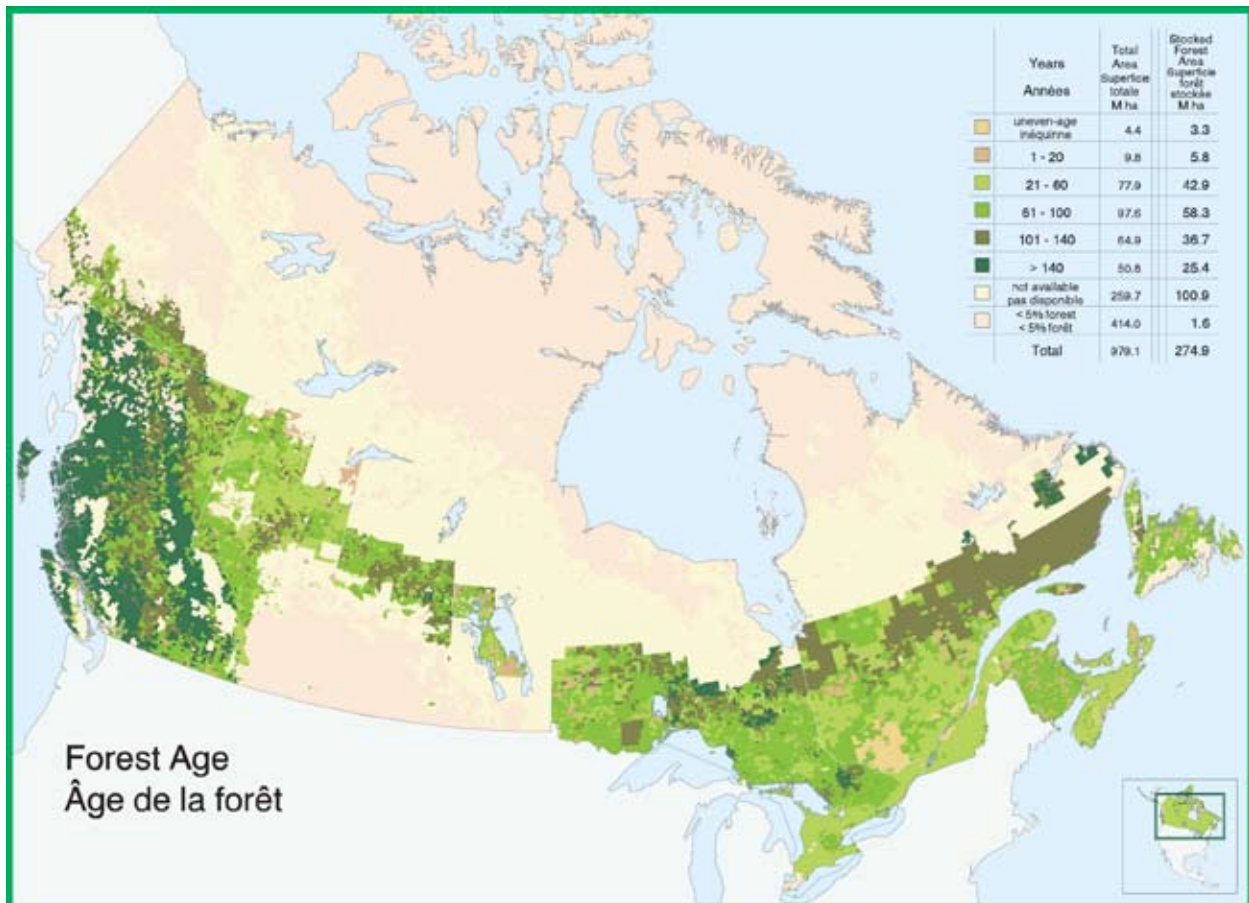 Years
Années
Total
Area
Superficie
totale
M ha
Stocked
Forest
Area
Superficie
forêt
stockée
M ha
uneven-age
inéquinne
4.4
3.3
1 - 20
9.8
5.8
21 - 60
77.9
42.9
61 - 100
97.6
58.3
101 - 140
64.9
36.7
> 140
50.8
25.4
not available
pas disponible
259.7
100.9
< 5% forest
< 5% forêt
414.0
1.6
Total
979.1
274.9
Forest Age
Âge de la forêt